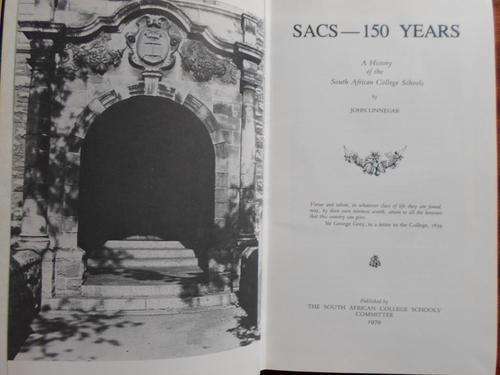 SACS—150 YEARS
A History
of the
South African College Schools
by
JOHN LINNEGAR
Virtue and talent, in whatever class of life they are found,
may, by their own intrinsic worth, attain to all the honours
that this country can give.
Sir George Grey, in a letter to the College, 1859
Published by
THE SOUTH AFRICAN COLLEGE SCHOOLS'
COMMITTEE
1979